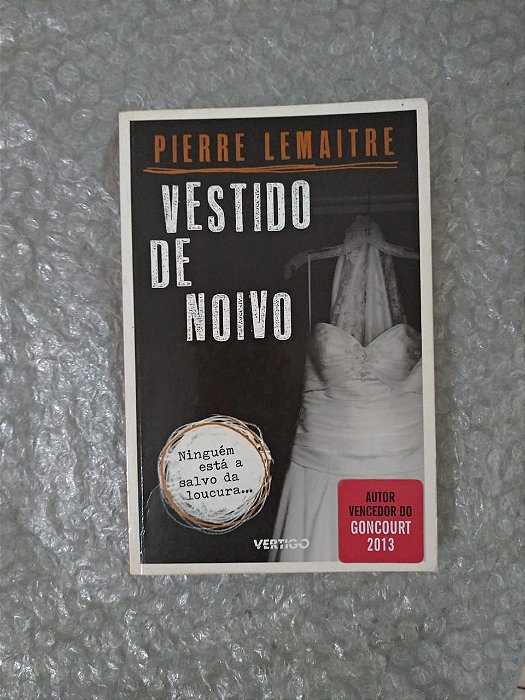 PIERRE LEMAITRE
VESTIDO
DE
NOIVO
Ninguém
está a
salvo da
loucura...
AUTOR
VENCEDOR DO
GONCOURT
2013
VERTIGO